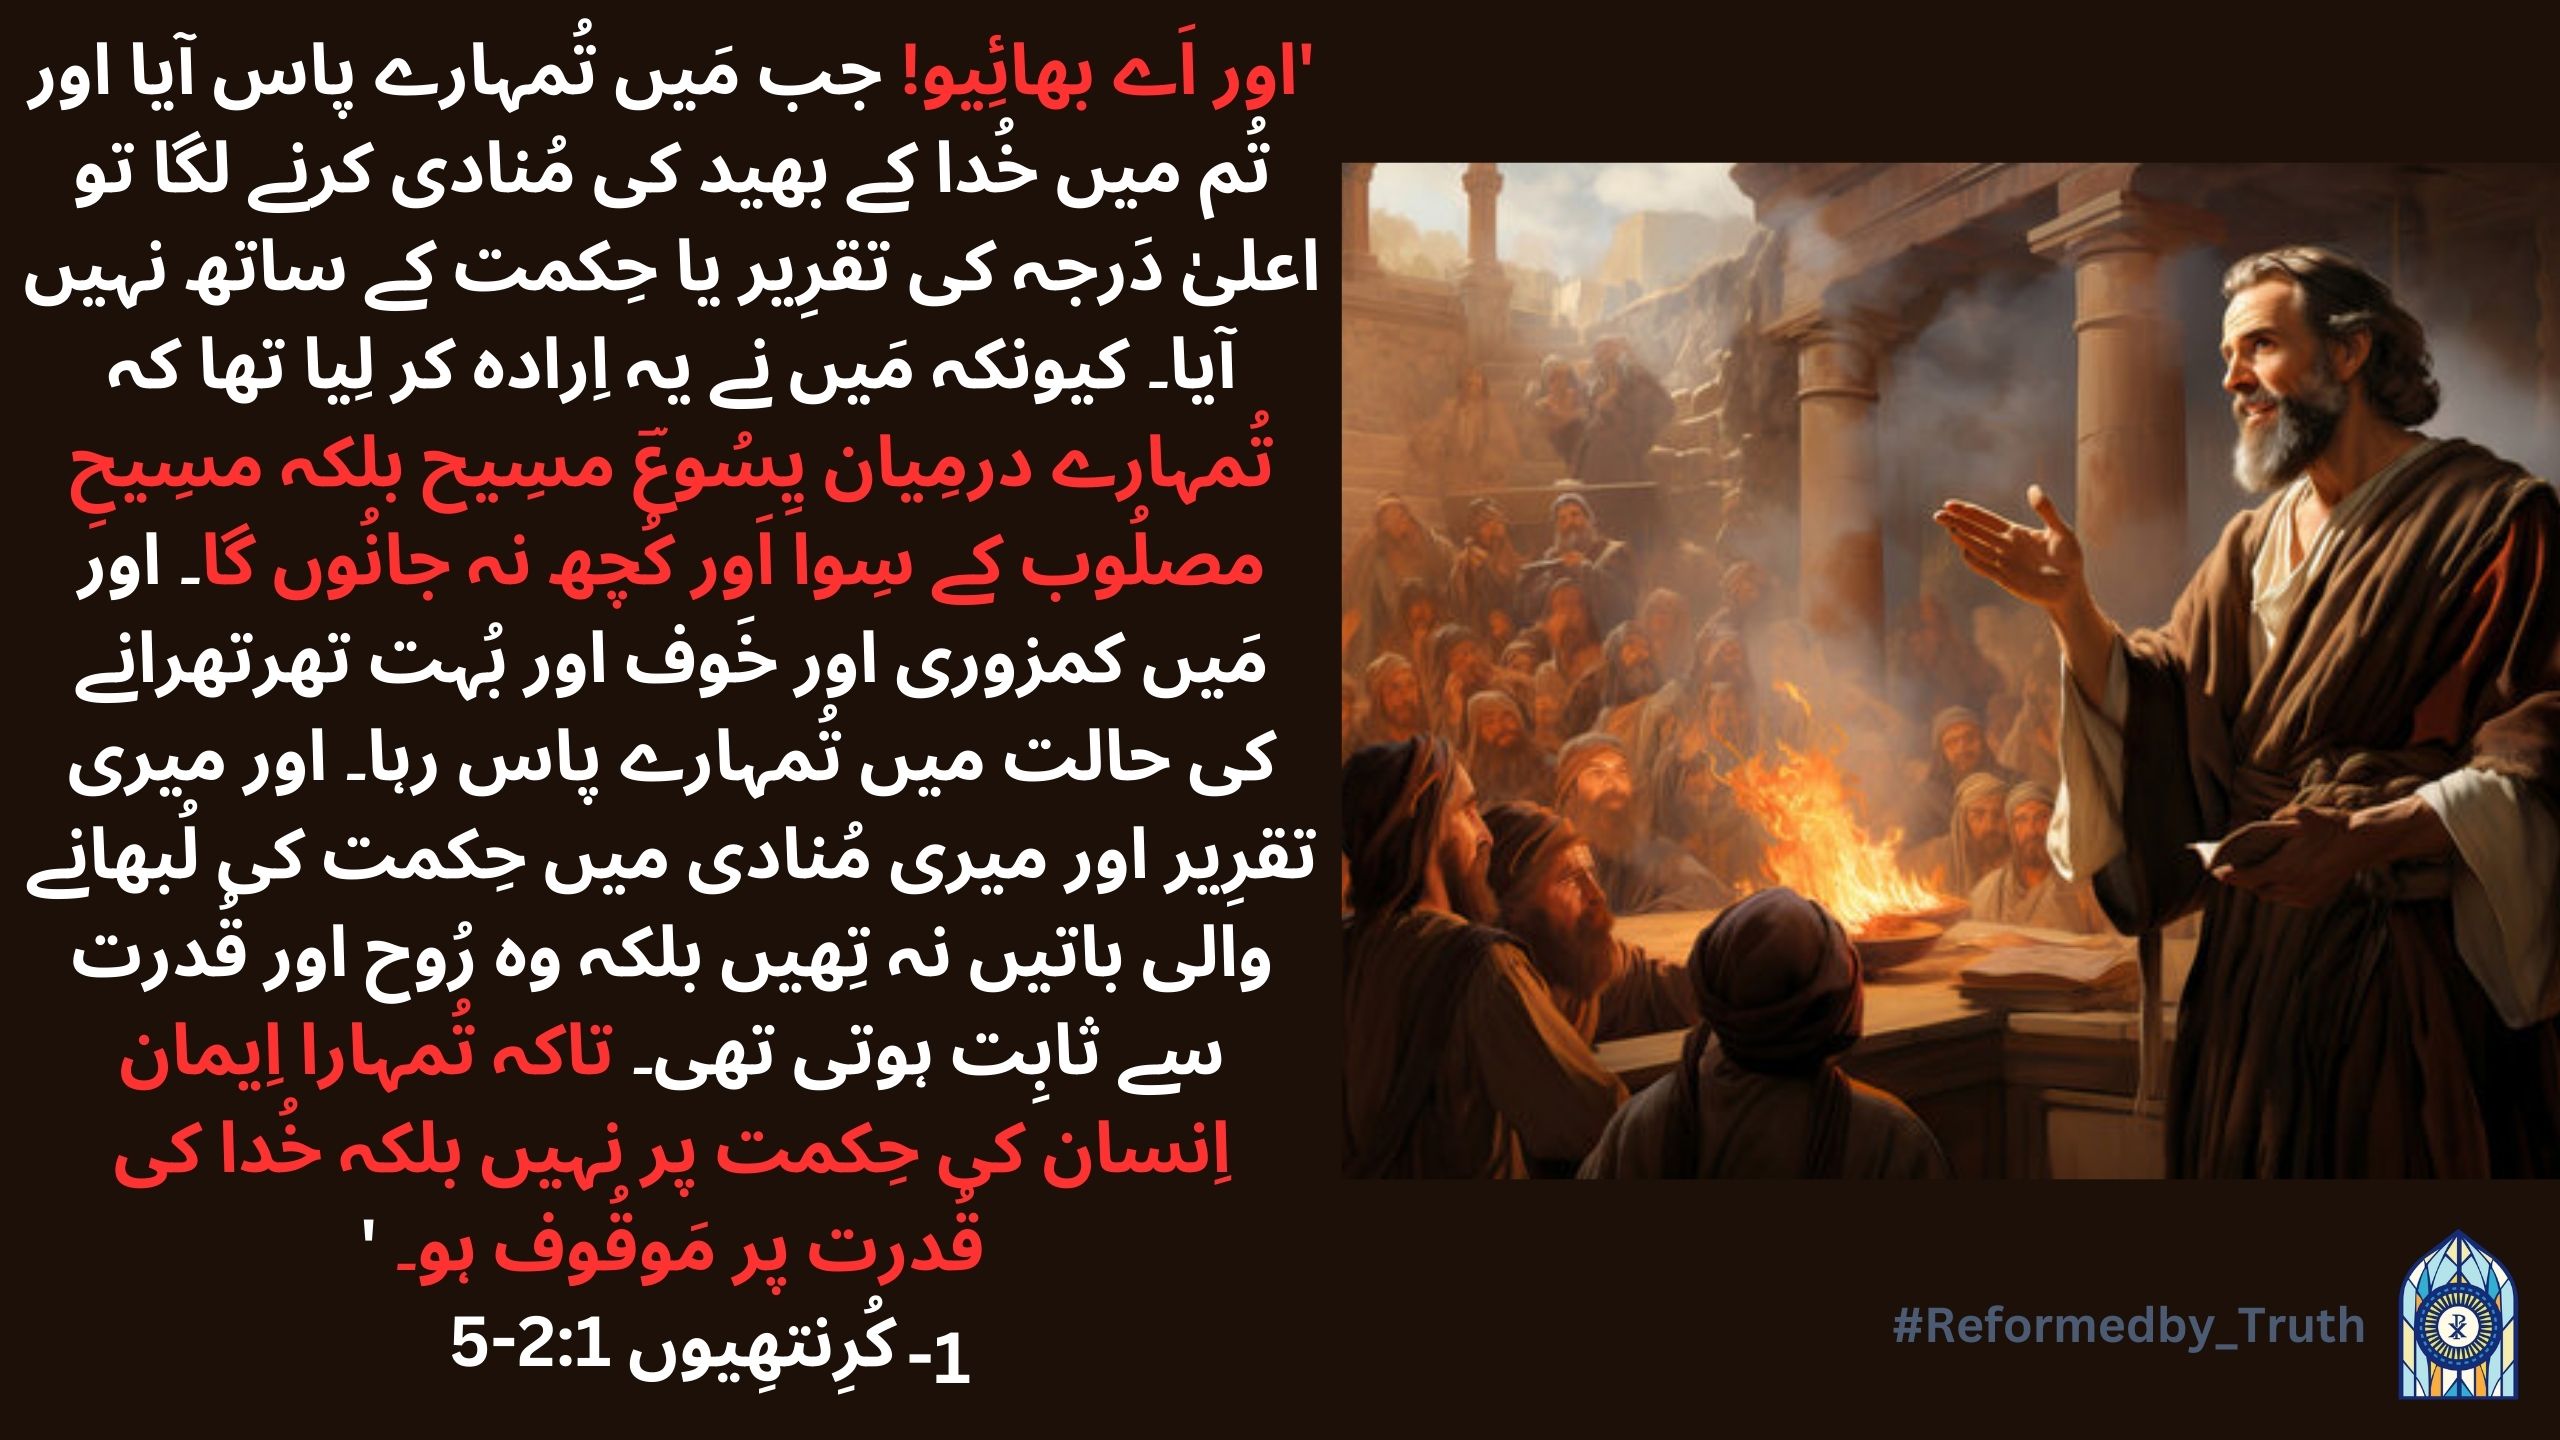 'اور اَے بھائِیو! جب مَیں تُمہارے پاس آیا اور
تُم میں خُدا کے بھید کی مُنادی کرنے لگا تو
اعلیٰ دَرجہ کی تقرِیر یا حِکمت کے ساتھ نہیں
آیا۔ کیونکہ مَیں نے یہ اِرادہ کر لِیا تھا کہ
تُمہارے درمِیان یِسُوعؔ مسِیح بلکہ مسِیحِ
مصلُوب کے سِوا اَور کُچھ نہ جانُوں گا۔ اور
مَیں کمزوری اور خَوف اور بُہت تھرتھرانے
کی حالت میں تُمہارے پاس رہا۔ اور میری
تقرِیر اور میری مُنادی میں حِکمت کی لُبھانے
والی باتیں نہ تِھیں بلکہ وہ رُوح اور قُدرت
سے ثابِت ہوتی تھی۔ تاکہ تُمہارا اِیمان
اِنسان کی حِکمت پر نہیں بلکہ خُدا کی
قُدرت پر مَوقُوف ہو۔ '
1- کُرِنتھِیوں 2:1-5
#Reformedby_Truth